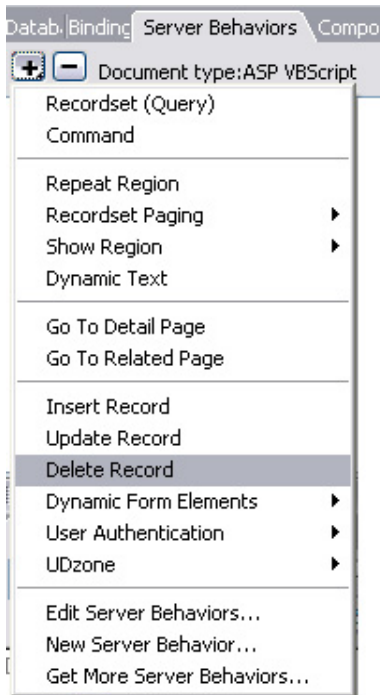 Datab Binding Server Behaviors Compo
Document type:ASP VBScript
Recordset (Query)
Command
Repeat Region
Recordset Paging
Show Region
Dynamic Text
Go To Detail Page
Go To Related Page
Insert Record
Update Record
Delete Record
Dynamic Form Elements
User Authentication
UDzone
Edit Server Behaviors...
New Server Behavior...
Get More Server Behaviors...